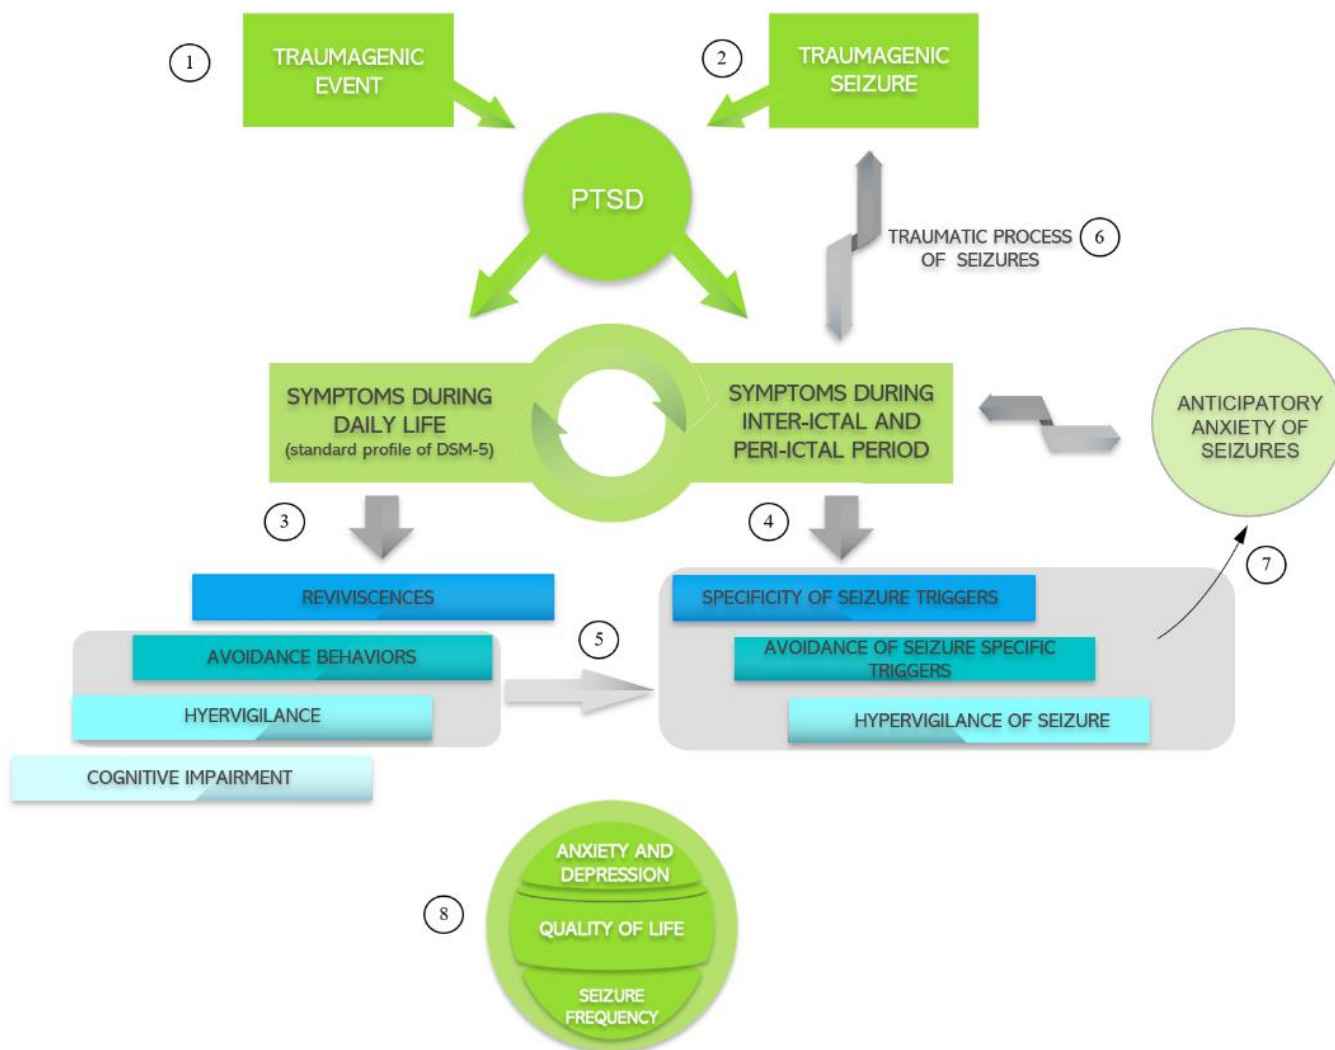 1
TRAUMAGENIC
EVENT
2
TRAUMAGENIC
SEIZURE
PTSD
TRAUMATIC PROCESS
OF SEIZURES
6
SYMPTOMS DURING
DAILY LIFE
(standard profile of DSM-5)
SYMPTOMS DURING
INTER-ICTAL AND
PERI-ICTAL PERIOD
ANTICIPATORY
ANXIETY OF
SEIZURES
3
4
7
REVIVISCENCES
AVOIDANCE BEHAVIORS
HYERVIGILANCE
COGNITIVE IMPAIRMENT
5
SPECIFICITY OF SEIZURE TRIGGERS
AVOIDANCE OF SEIZURE SPECIFIC
TRIGGERS
HYPERVIGILANCE OF SEIZURE
8
ANXIETY AND
DEPRESSION
QUALITY OF LIFE
SEIZURE
FREQUENCY